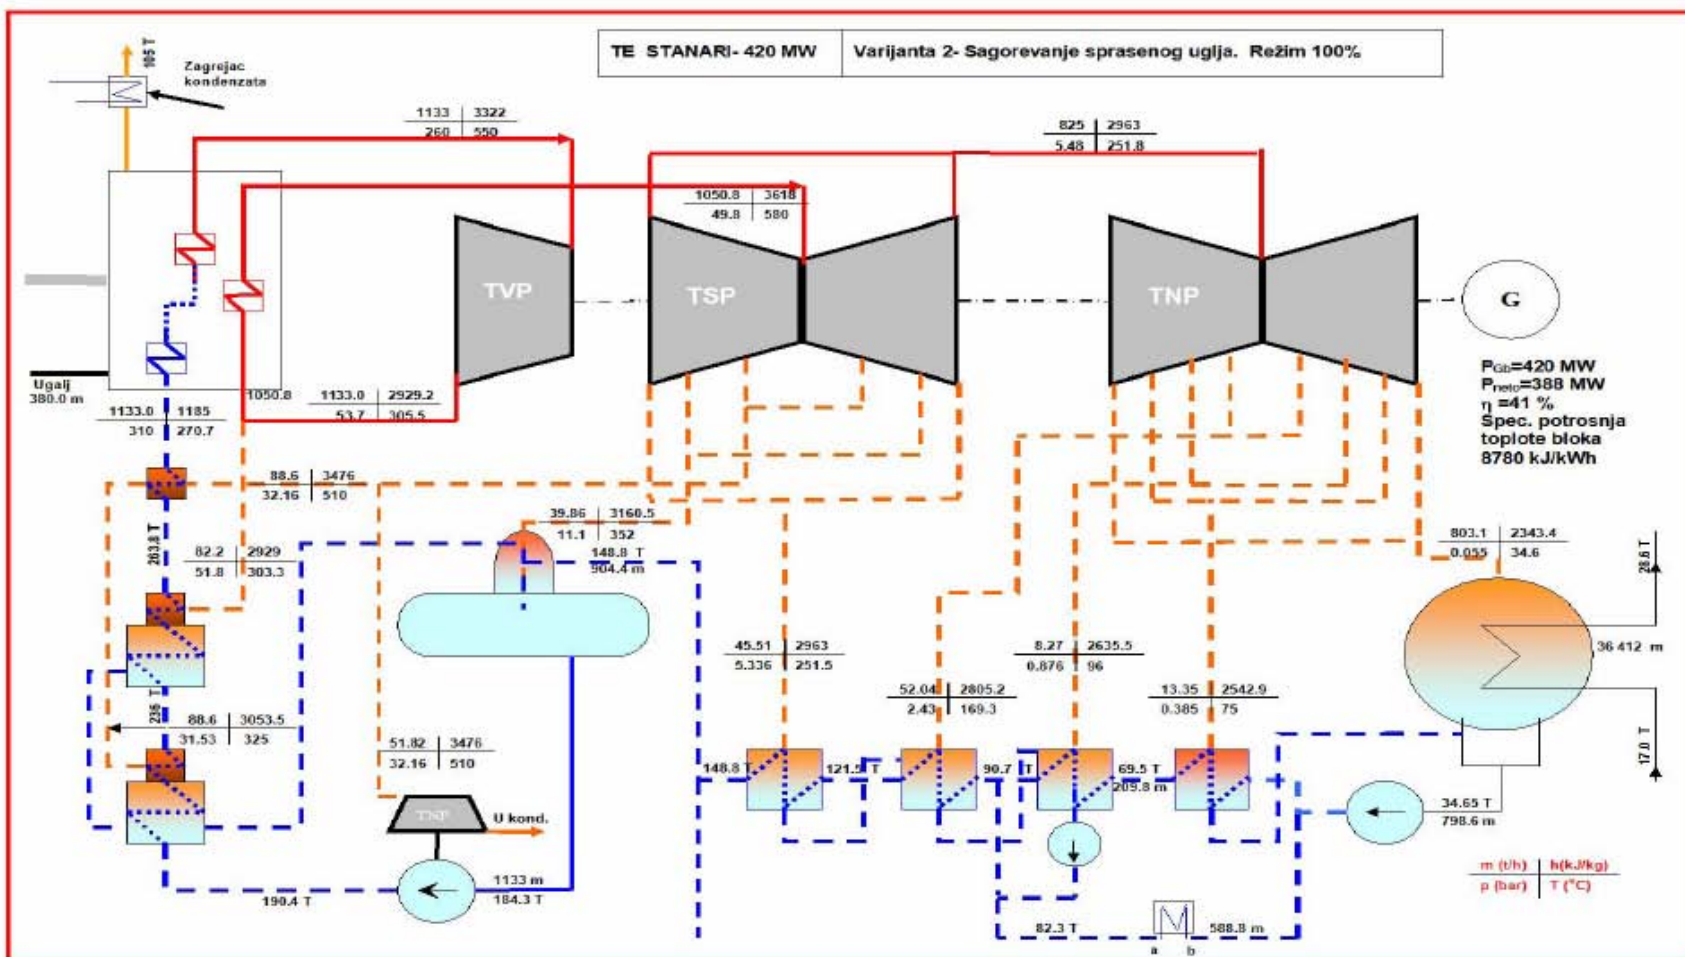 TE STANARI- 420 MW Varijanta 2- Sagorevanje sprasenog uglja. Režim 100%
105 T
Zagrejac
kondenzata
1133 3322
260 550
825 2963
5.48 251.8
1050.8 3618
49.8 580
TVP
TSP
TNP
G
Ugalj
380.0 m
1050.8
1133.0 2929.2
53.7 305.5
1133.0 1185
310 270.7
PGb=420 MW
Pneto=388 MW
η =41 %
Spec. potrosnja
toplote bloka
8780 kJ/kWh
88.6 3476
32.16 510
263.8 T
82.2 2929
51.8 303.3
39.86 3160.5
11.1 352
148.8 T
904.4 m
803.1 2343.4
0.055 34.6
28.6 T
36 412 m
17.0 T
45.51 2963
5.336 251.5
8.27 2635.5
0.876 96
52.04 2805.2
2.43 169.3
13.35 2542.9
0.385 75
236 T
88.6 3053.5
31.53 325
51.82 3476
32.16 510
148.8 T
121.5 T
90.7 T
69.5 T
209.8 m
TNP
U kond.
34.65 T
798.6 m
1133 m
184.3 T
190.4 T
82.3 T
588.8 m
a b
m (t/h) h(kJ/kg)
p (bar) T (°C)